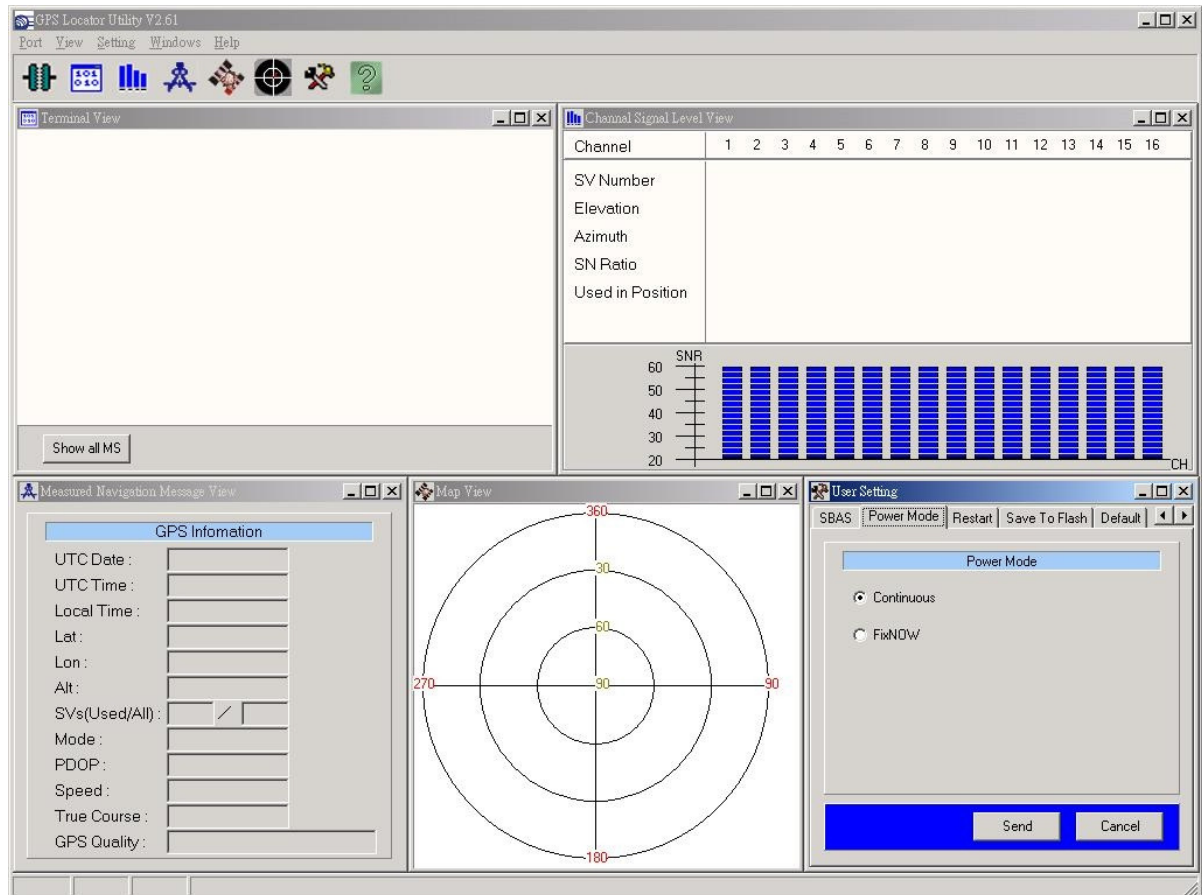 GPS Locator Utility V2.61
Port View Setting Windows Help
101
010
Terminal View
Show all MS
Channal Signal Level View
Channel 1 2 3 4 5 6 7 8 9 10 11 12 13 14 15 16
SV Number
Elevation
Azimuth
SN Ratio
Used in Position
SNR
60
50
40
30
20
CH
Measured Navigation Message View
GPS Infomation
UTC Date :
UTC Time :
Local Time :
Lat :
Lon :
Alt :
SVs(Used/All) : /
Mode :
PDOP :
Speed :
True Course :
GPS Quality :
Map View
360
30
60
270 90 90
180
User Setting
SBAS Power Mode Restart Save To Flash Default
Power Mode
Continuous
FixNOW
Send Cancel